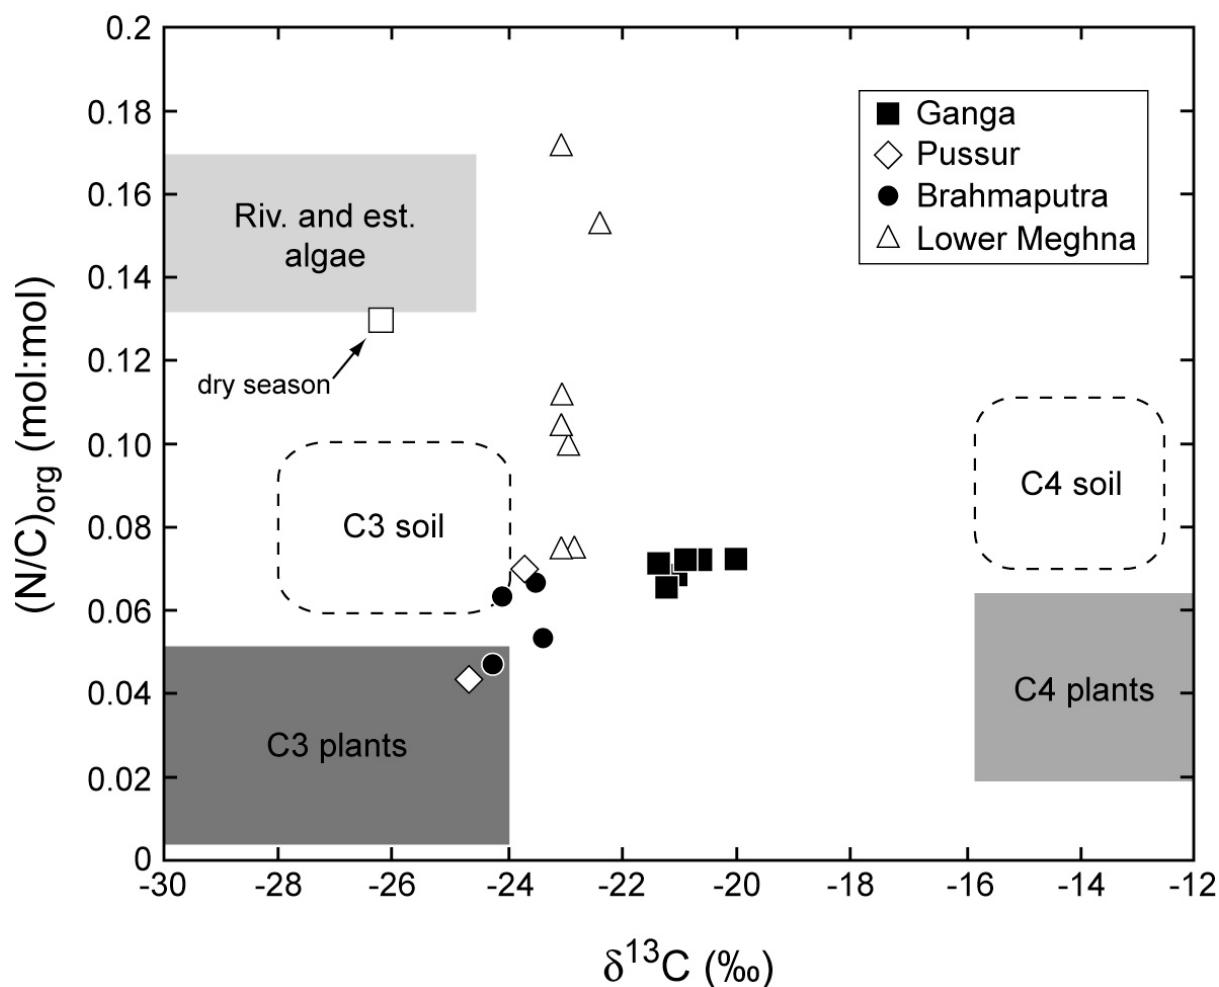 0.2
0.18
0.16
0.14
0.12
0.10
0.08
0.06
0.04
0.02
0
(N/C)org (mol:mol)
Ganga
Pussur
Brahmaputra
Lower Meghna
Riv. and est.
algae
dry season
C3 soil
C4 soil
C3 plants
C4 plants
-30 -28 -26 -24 -22 -20 -18 -16 -14 -12
δ13C (‰)